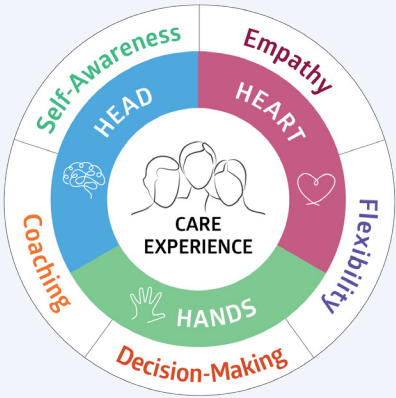 Self-Awareness
Empathy
Flexibility
Decision-Making
Coaching
HEAD
HEART
HANDS
CARE
EXPERIENCE